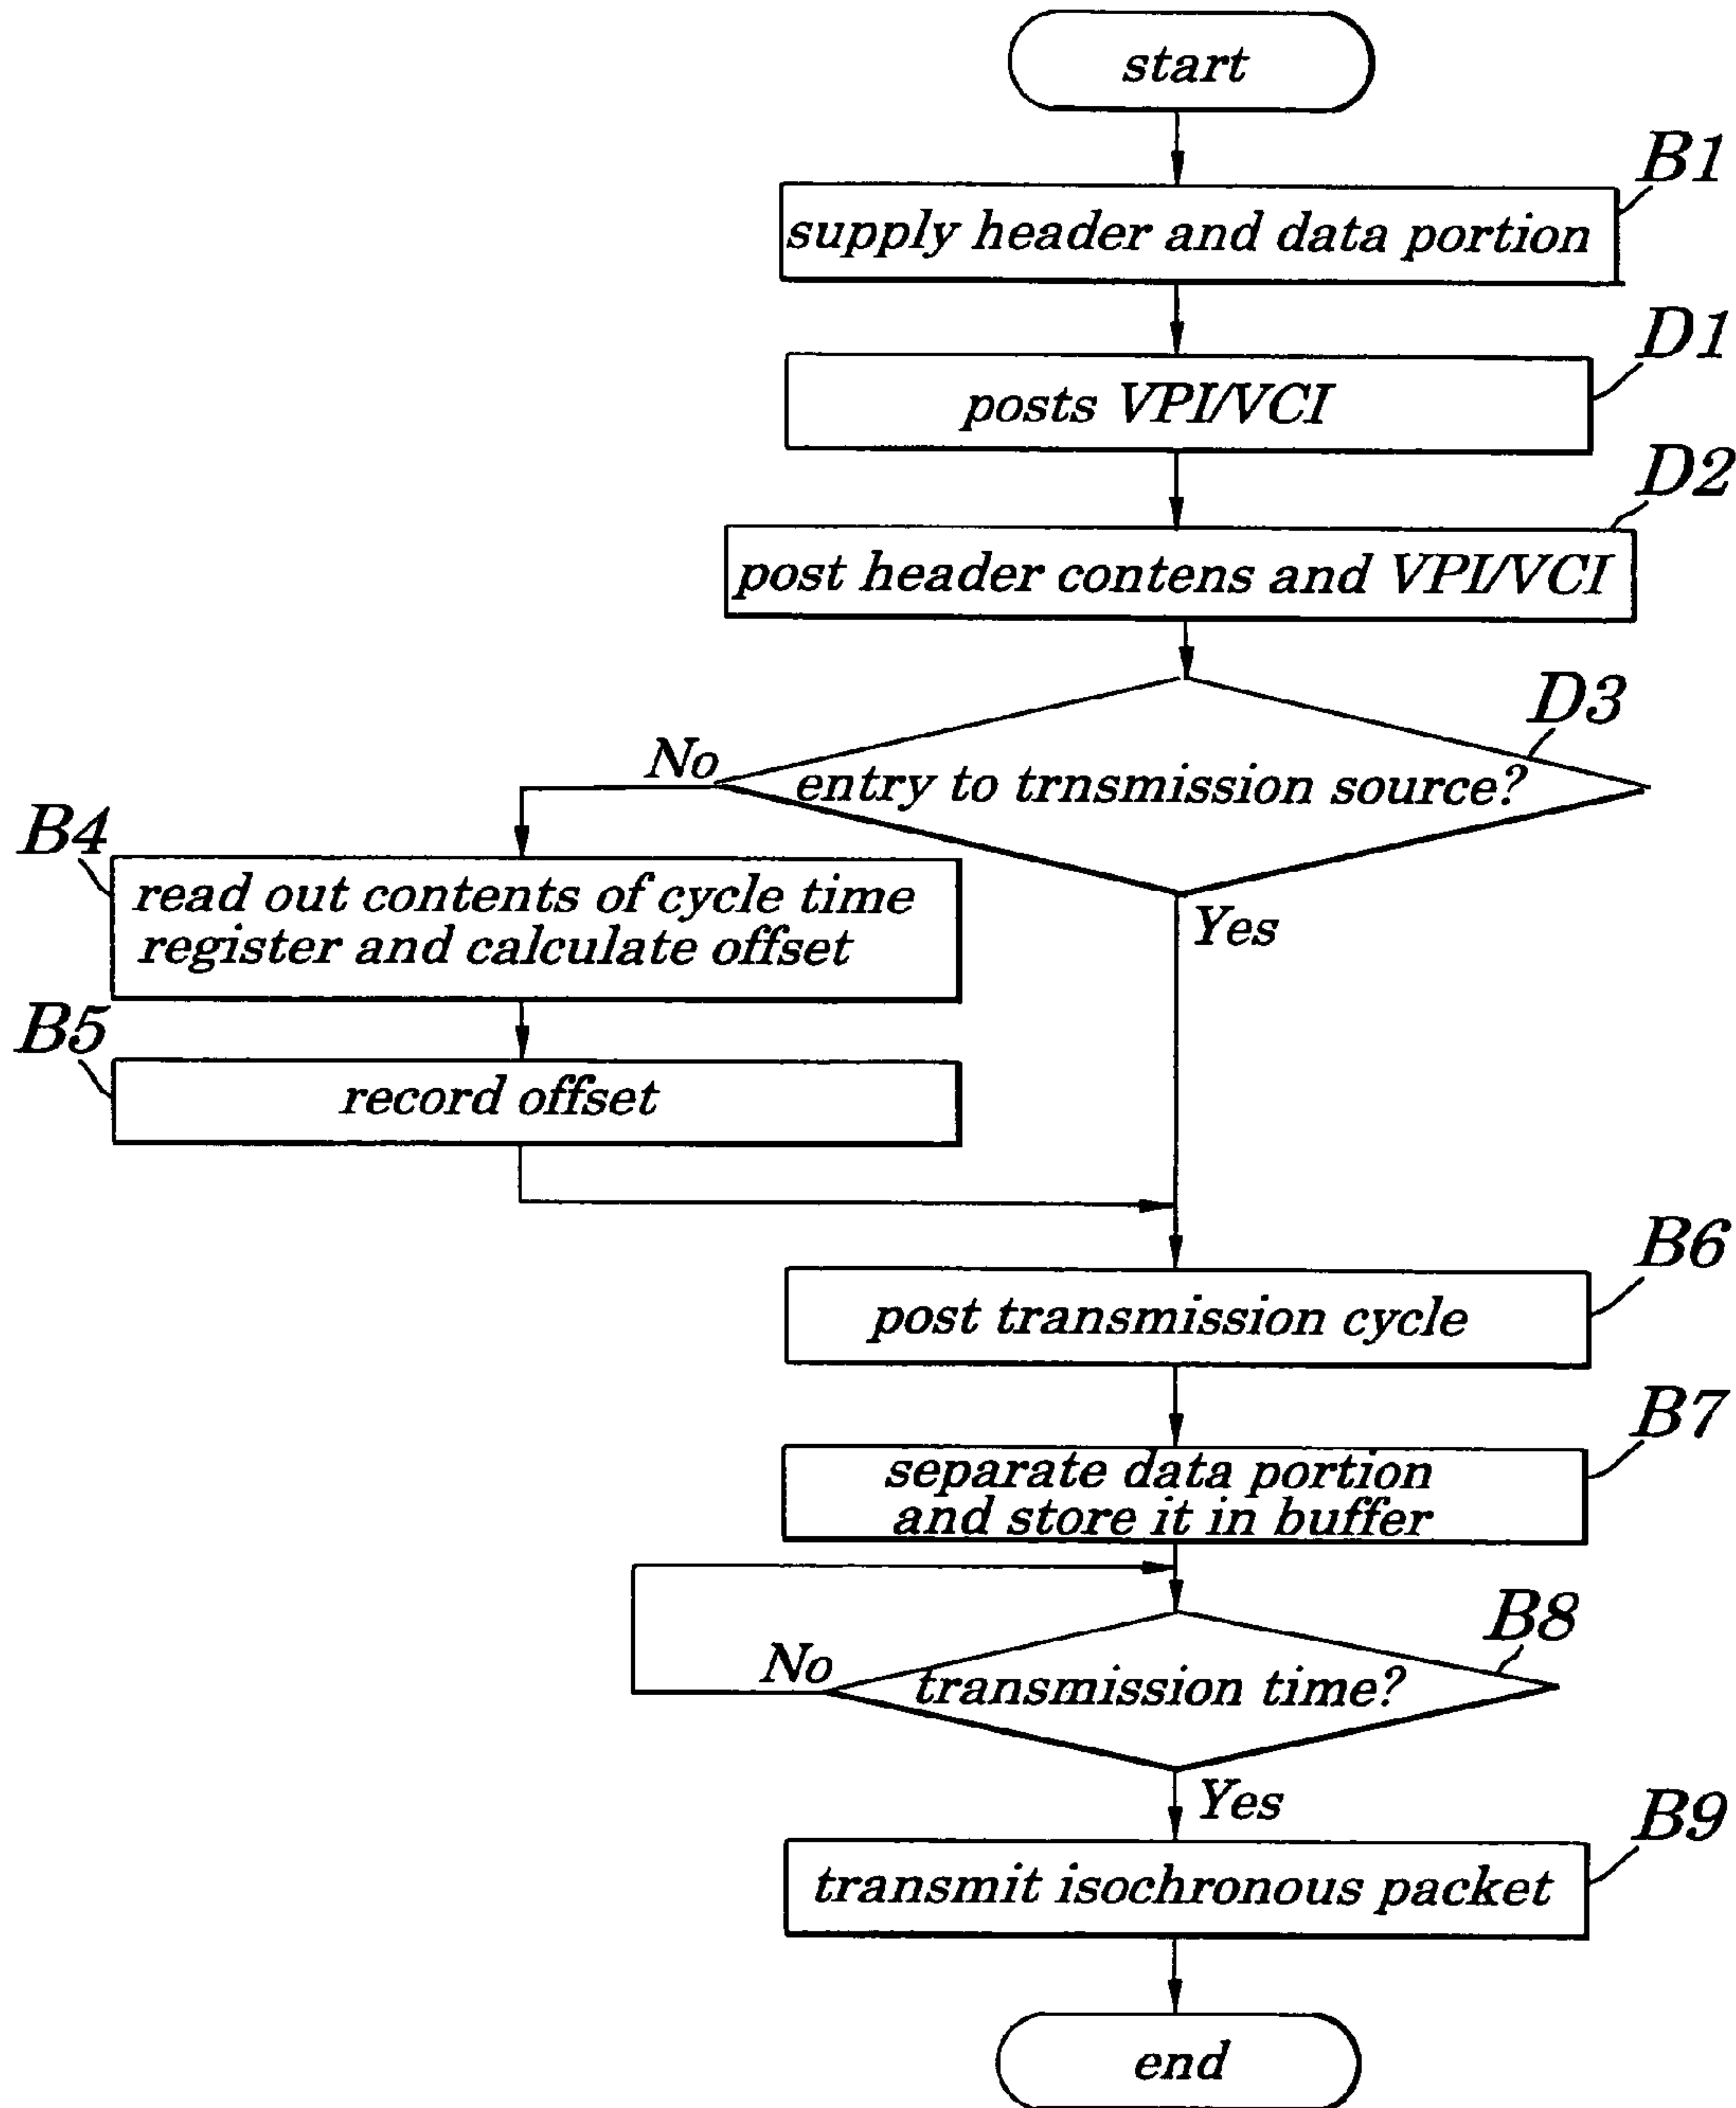 start
B1
supply header and data portion
D1
posts VPI/VCI
D2
post header contens and VPI/VCI
D3
No
entry to trnsmission source?
B4
read out contents of cycle time
register and calculate offset
Yes
B5
record offset
B6
post transmission cycle
B7
separate data portion
and store it in buffer
B8
No
transmission time?
Yes
B9
transmit isochronous packet
end